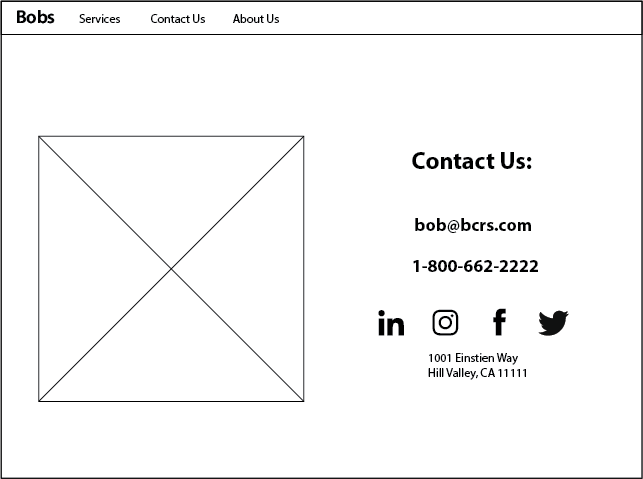 Bobs Services Contact Us About Us
Contact Us:
bob@bcrs.com
1-800-662-2222
in
1001 Einstien Way
Hill Valley, CA 11111